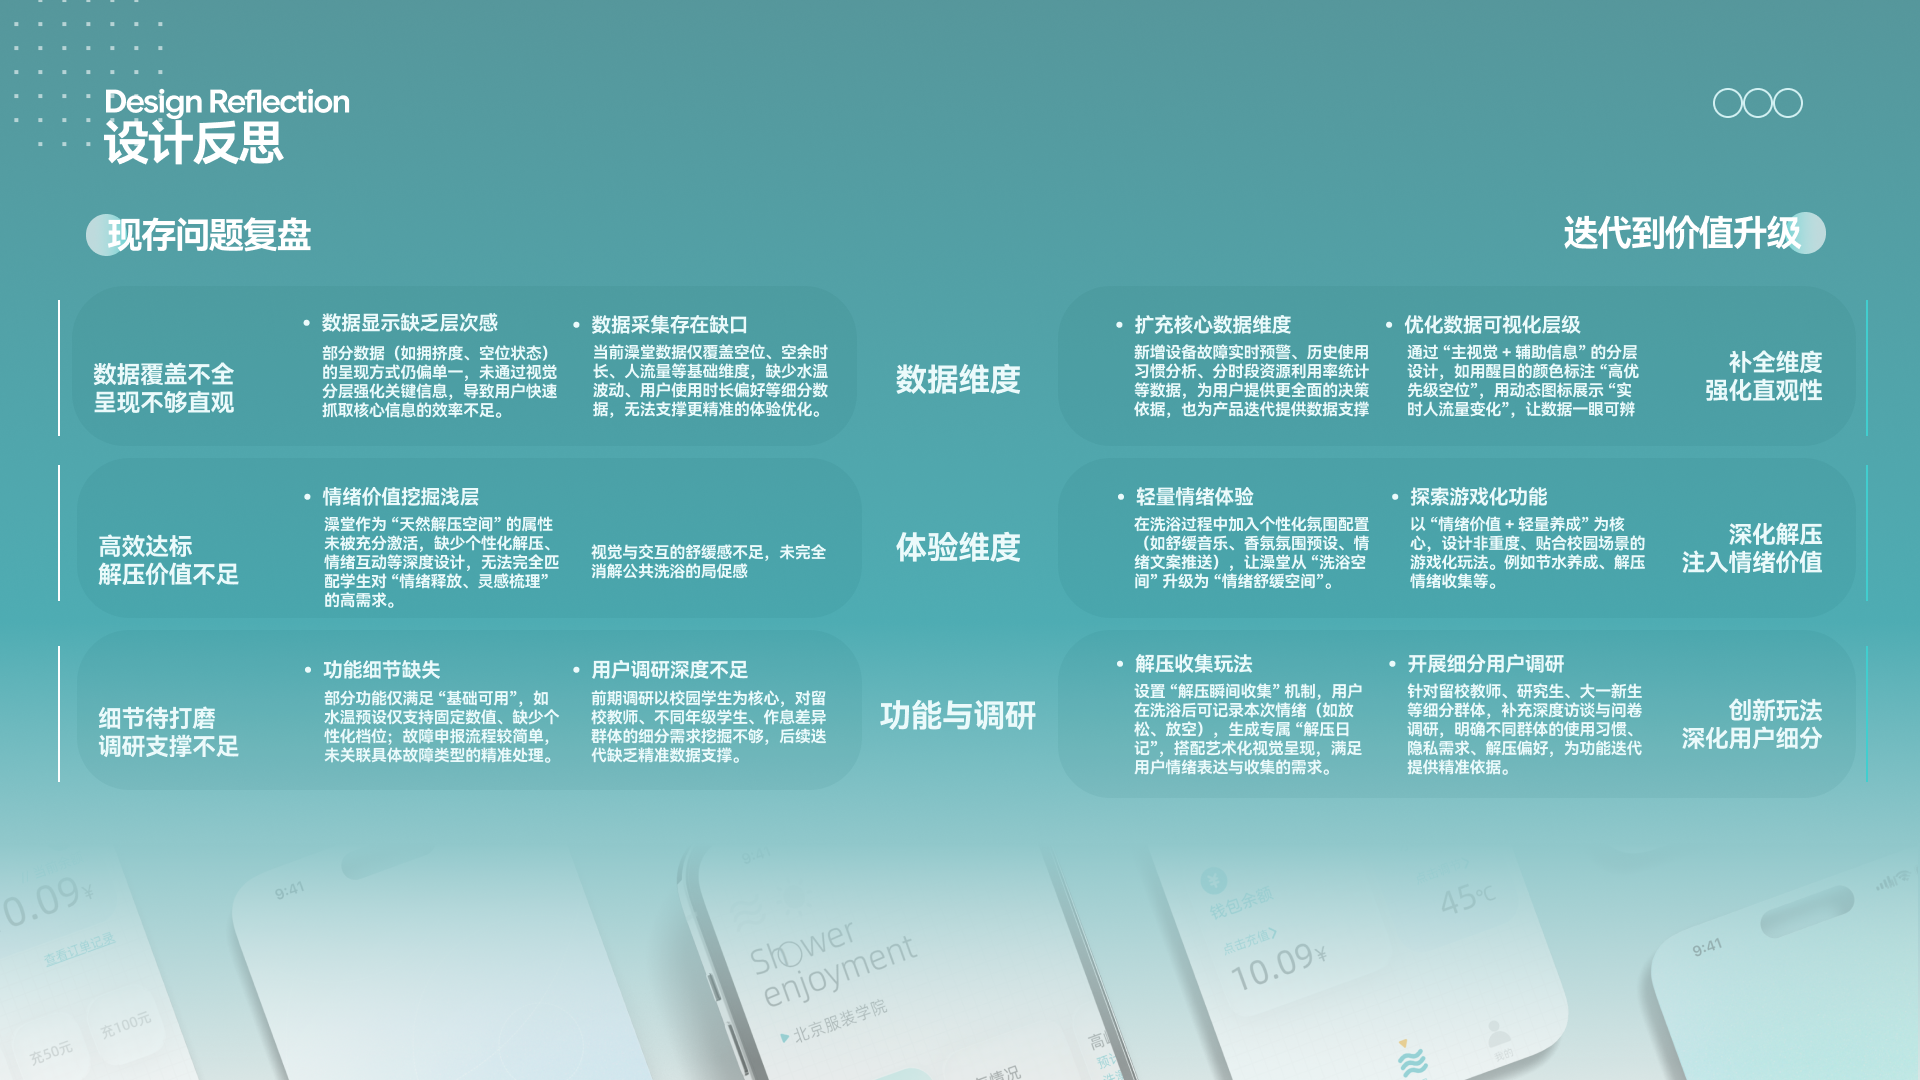 Design Reflection
设计反思
现存问题复盘
迭代到价值升级
数据覆盖不全
呈现不够直观
• 数据显示缺乏层次感
部分数据（如拥挤度、空位状态）
的呈现方式仍偏单一，未通过视觉
分层强化关键信息，导致用户快速
抓取核心信息的效率不足。
• 数据采集存在缺口
当前澡堂数据仅覆盖空位、空余时
长、人流量等基础维度，缺少水温
波动、用户使用时长偏好等细分数
据，无法支撑更精准的体验优化。
数据维度
• 扩充核心数据维度
新增设备故障实时预警、历史使用
习惯分析、分时段资源利用率统计
等数据，为用户提供更全面的决策
依据，也为产品迭代提供数据支撑
• 优化数据可视化层级
通过 “主视觉 + 辅助信息” 的分层
设计，如用醒目的颜色标注 “高优
先级空位”，用动态图标展示 “实
时人流量变化”，让数据一眼可辨
补全维度
强化直观性
高效达标
解压价值不足
• 情绪价值挖掘浅层
澡堂作为 “天然解压空间” 的属性
未被充分激活，缺少个性化解压、
情绪互动等深度设计，无法完全匹
配学生对 “情绪释放、灵感梳理”
的高需求。
视觉与交互的舒缓感不足，未完全
消解公共洗浴的局促感
体验维度
• 轻量情绪体验
在洗浴过程中加入个性化氛围配置
（如舒缓音乐、香氛氛围预设、情
绪文案推送），让澡堂从 “洗浴空
间” 升级为 “情绪舒缓空间”。
• 探索游戏化功能
以 “情绪价值 + 轻量养成” 为核
心，设计非重度、贴合校园场景的
游戏化玩法。例如节水养成、解压
情绪收集等。
深化解压
注入情绪价值
细节待打磨
调研支撑不足
• 功能细节缺失
部分功能仅满足 “基础可用”，如
水温预设仅支持固定数值、缺少个
性化档位；故障申报流程较简单，
未关联具体故障类型的精准处理。
• 用户调研深度不足
前期调研以校园学生为核心，对留
校教师、不同年级学生、作息差异
群体的细分需求挖掘不够，后续迭
代缺乏精准数据支撑。
功能与调研
• 解压收集玩法
设置 “解压瞬间收集” 机制，用户
在洗浴后可记录本次情绪（如放
松、放空），生成专属 “解压日
记”，搭配艺术化视觉呈现，满足
用户情绪表达与收集的需求。
• 开展细分用户调研
针对留校教师、研究生、大一新生
等细分群体，补充深度访谈与问卷
调研，明确不同群体的使用习惯、
隐私需求、解压偏好，为功能迭代
提供精准依据。
创新玩法
深化用户细分
0.09¥
查看订单记录
充50元
充100元
9:41
9:41
Shower
enjoyment
北京服装学院
情况
预
钱包余额
点击充值
10.09¥
45°C
我的
9:41